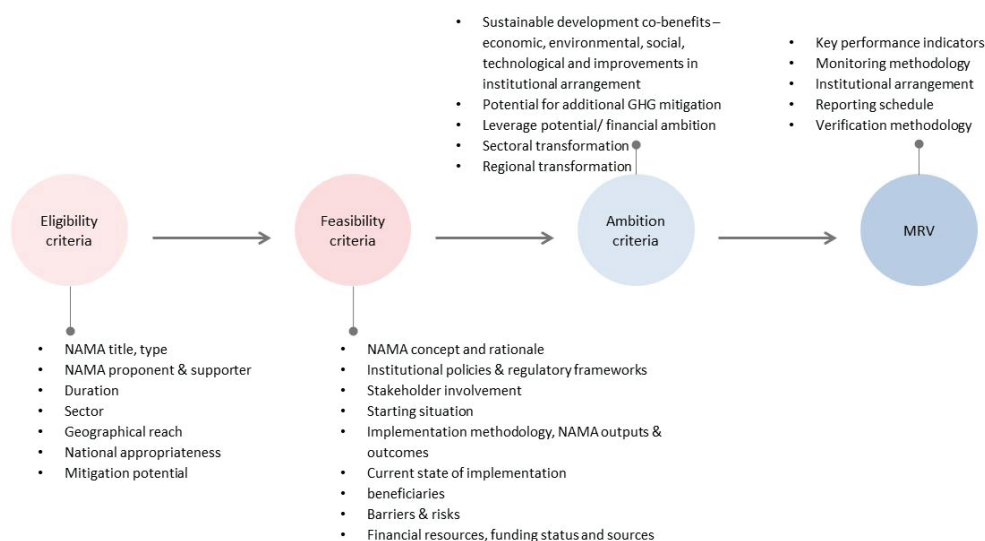 • Sustainable development co-benefits –
economic, environmental, social,
technological and improvements in
institutional arrangement
• Potential for additional GHG mitigation
• Leverage potential/ financial ambition
• Sectoral transformation
• Regional transformation
• Key performance indicators
• Monitoring methodology
• Institutional arrangement
• Reporting schedule
• Verification methodology
Eligibility
criteria
Feasibility
criteria
Ambition
criteria
MRV
• NAMA title, type
• NAMA proponent & supporter
• Duration
• Sector
• Geographical reach
• National appropriateness
• Mitigation potential
• NAMA concept and rationale
• Institutional policies & regulatory frameworks
• Stakeholder involvement
• Starting situation
• Implementation methodology, NAMA outputs &
outcomes
• Current state of implementation
• beneficiaries
• Barriers & risks
• Financial resources, funding status and sources